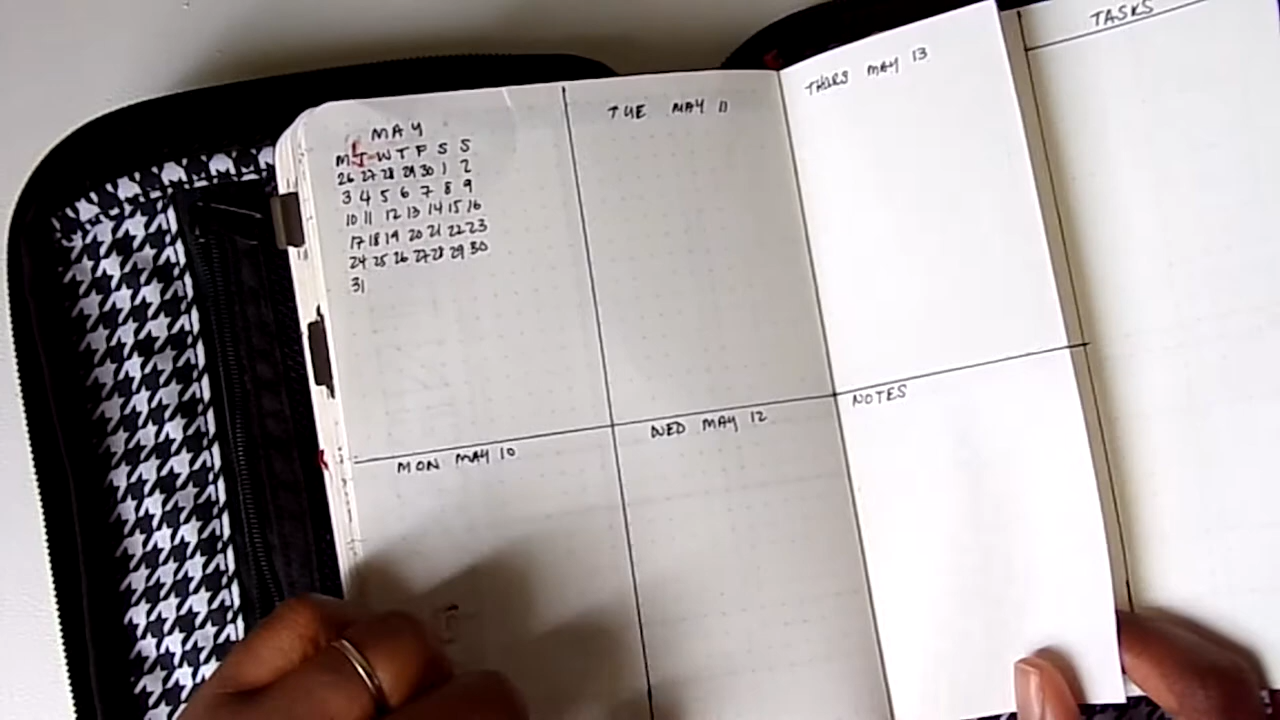 MAY
M T W T F S S
26 27 28 29 30 1 2
3 4 5 6 7 8 9
10 11 12 13 14 15 16
17 18 19 20 21 22 23
24 25 26 27 28 29 30
31
MON MAY 10
TUE MAY 11
WED MAY 12
THURS MAY 13
NOTES
TASKS